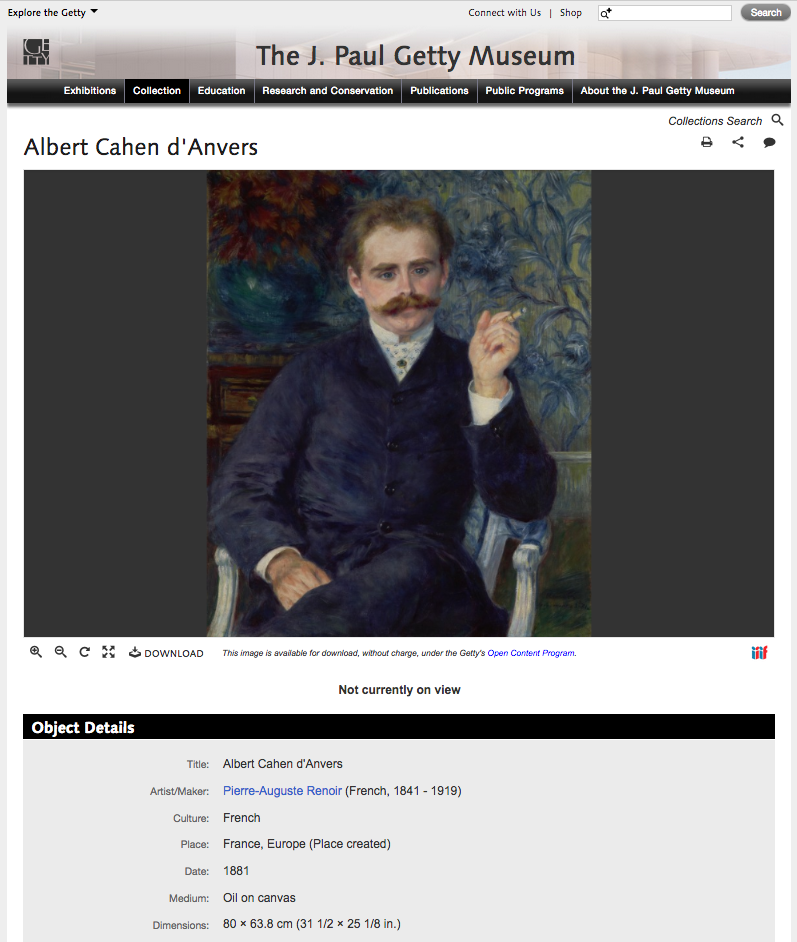 Explore the Getty
Connect with Us | Shop
Search
GETTY
The J. Paul Getty Museum
Exhibitions Collection Education Research and Conservation Publications Public Programs About the J. Paul Getty Museum
Collections Search
Albert Cahen d'Anvers
DOWNLOAD This image is available for download, without charge, under the Getty's Open Content Program.
iiif
Not currently on view
Object Details
Title: Albert Cahen d'Anvers
Artist/Maker: Pierre-Auguste Renoir (French, 1841 - 1919)
Culture: French
Place: France, Europe (Place created)
Date: 1881
Medium: Oil on canvas
Dimensions: 80 × 63.8 cm (31 1/2 × 25 1/8 in.)